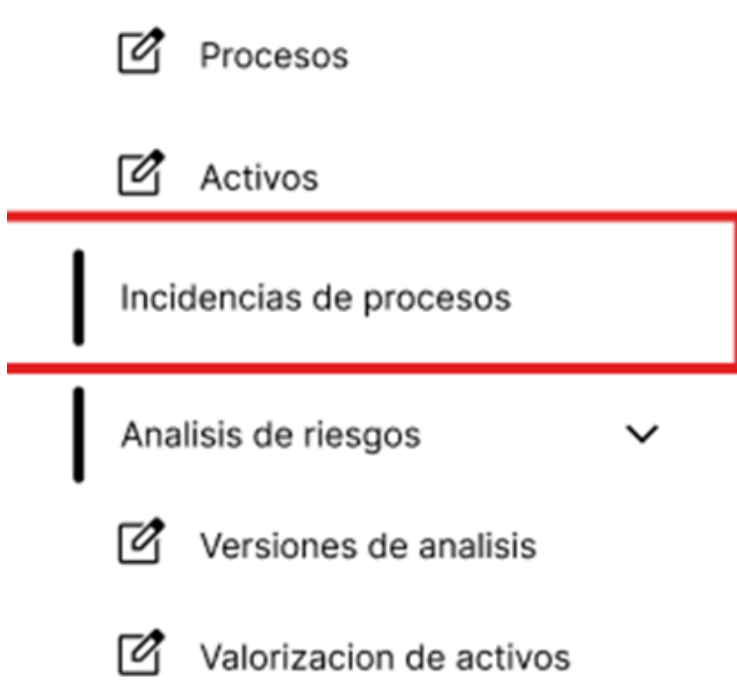 Procesos
Activos
Incidencias de procesos
Analisis de riesgos
Versiones de analisis
Valorizacion de activos